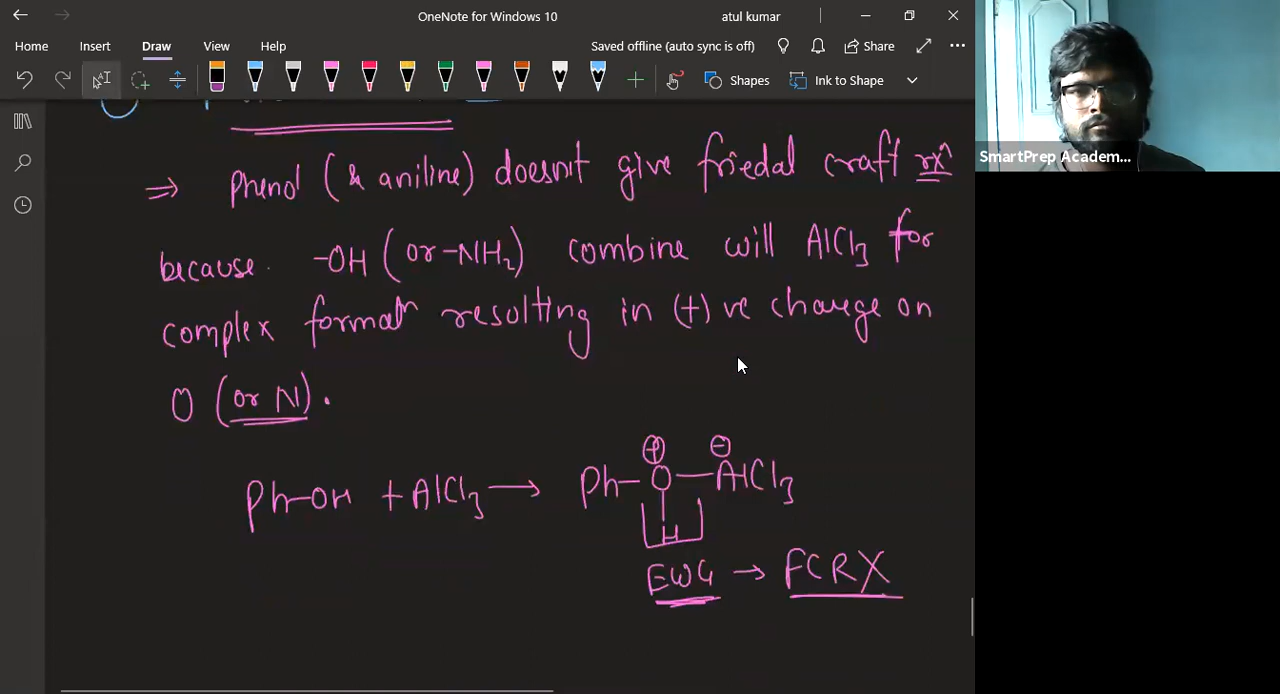 OneNote for Windows 10
atul kumar
Home Insert Draw View Help
Saved offline (auto sync is off)
Share
Shapes
Ink to Shape
SmartPrep Academ...
⇒ Phenol (& aniline) doesn't give friedal craft rxn
because -OH (or -NH2) combine will AlCl3 for
complex formatn resulting in (+)ve charge on
O (or N).
Ph-OH + AlCl3 → Ph-O-AlCl3
⊕ ⊖
H
EWG → FCRX